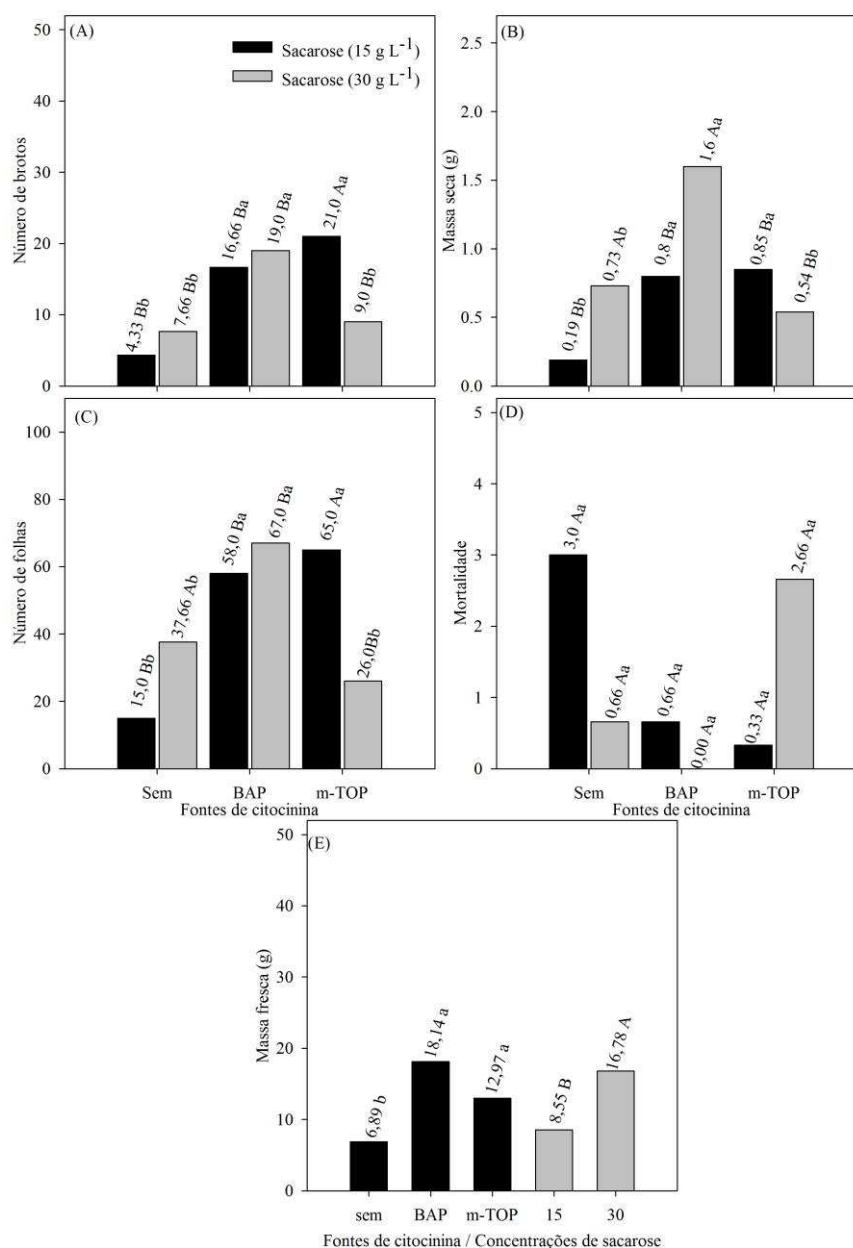 (A)
Sacarose (15 g L-1)
Sacarose (30 g L-1)
Número de brotos
50
40
30
20
10
0
4,33 Bb
7,66 Bb
16,66 Ba
19,0 Ba
21,0 Aa
9,0 Bb
(B)
Massa seca (g)
2.5
2.0
1.5
1.0
0.5
0.0
0,19 Bb
0,73 Ab
0,8 Ba
1,6 Aa
0,85 Ba
0,54 Bb
(C)
Número de folhas
100
80
60
40
20
0
15,0 Bb
37,66 Ab
58,0 Ba
67,0 Ba
65,0 Aa
26,0Bb
Sem BAP m-TOP
Fontes de citocinina
(D)
Mortalidade
5
4
3
2
1
0
3,0 Aa
0,66 Aa
0,66 Aa
0,00 Aa
0,33 Aa
2,66 Aa
Sem BAP m-TOP
Fontes de citocinina
(E)
Massa fresca (g)
50
40
30
20
10
0
6,89 b
18,14 a
12,97 a
8,55 B
16,78 A
sem BAP m-TOP 15 30
Fontes de citocinina / Concentrações de sacarose